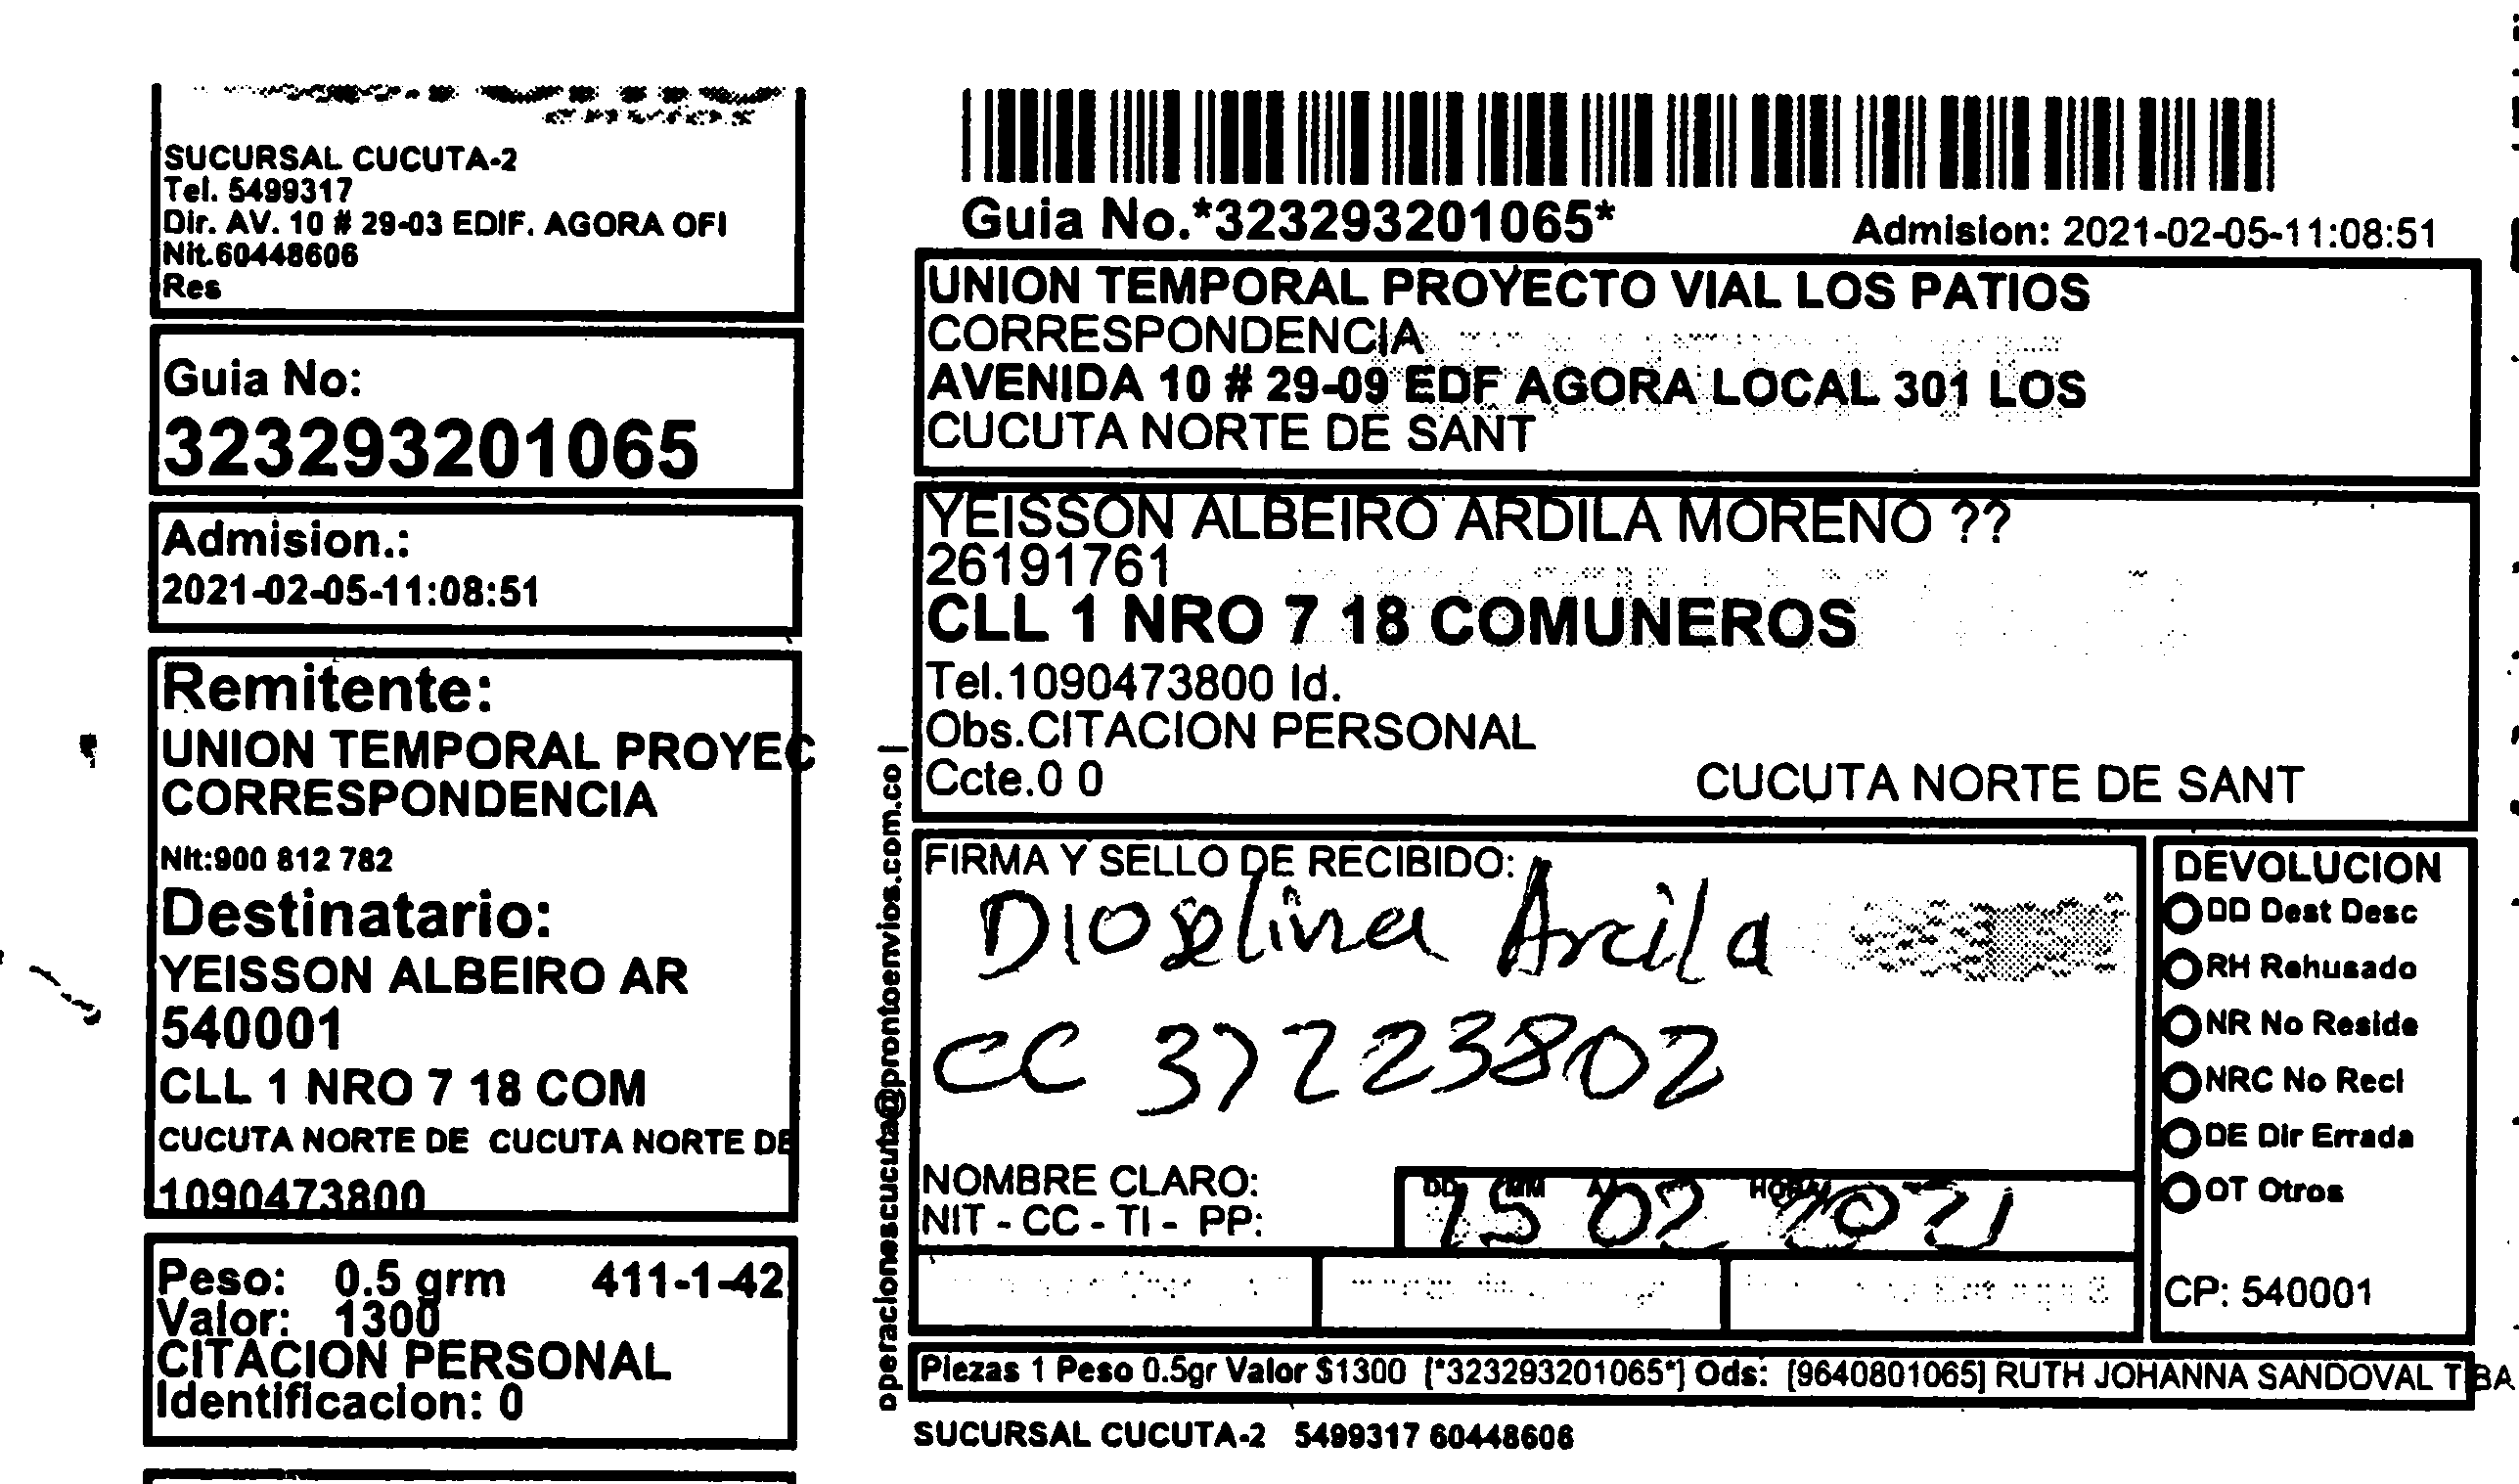 SUCURSAL CUCUTA-2
Tel. 5499317
Dir. AV. 10 # 29-03 EDIF. AGORA OFI
Nit.60448606
Res
Guia No:
323293201065
Admision.:
2021-02-05-11:08:51
Remitente:
UNION TEMPORAL PROYEC
CORRESPONDENCIA
Nit:900 812 782
Destinatario:
YEISSON ALBEIRO AR
540001
CLL 1 NRO 7 18 COM
CUCUTA NORTE DE CUCUTA NORTE DE
1090473800
Peso: 0.5 grm 411-1-42
Valor: 1300
CITACION PERSONAL
Identificacion: 0
operacionescucuta@prontoenvios.com.co |
Guia No.*323293201065*
Admision: 2021-02-05-11:08:51
UNION TEMPORAL PROYECTO VIAL LOS PATIOS
CORRESPONDENCIA
AVENIDA 10 # 29-09 EDF AGORA LOCAL 301 LOS
CUCUTA NORTE DE SANT
YEISSON ALBEIRO ARDILA MORENO ??
26191761
CLL 1 NRO 7 18 COMUNEROS
Tel.1090473800 Id.
Obs.CITACION PERSONAL
Ccte.0 0 CUCUTA NORTE DE SANT
FIRMA Y SELLO DE RECIBIDO:
Dioselina Arcila
CC 37223802
NOMBRE CLARO:
NIT - CC - TI - PP:
DD MM AA HORA
15 02 2021
DEVOLUCION
DD Dest Desc
RH Rehusado
NR No Reside
NRC No Recl
DE Dir Errada
OT Otros
CP: 540001
Piezas 1 Peso 0.5gr Valor $1300 [*323293201065*] Ods: [9640801065] RUTH JOHANNA SANDOVAL TIBA
SUCURSAL CUCUTA-2 5499317 60448606